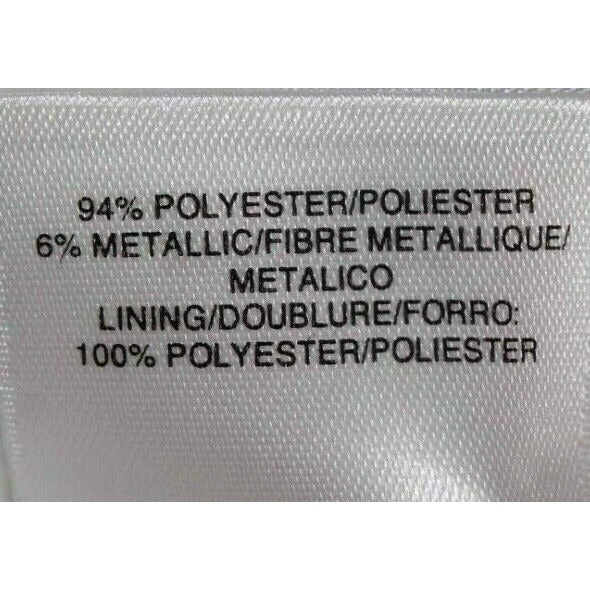 94% POLYESTER/POLIESTER
6% METALLIC/FIBRE METALLIQUE/
METALICO
LINING/DOUBLURE/FORRO:
100% POLYESTER/POLIESTER